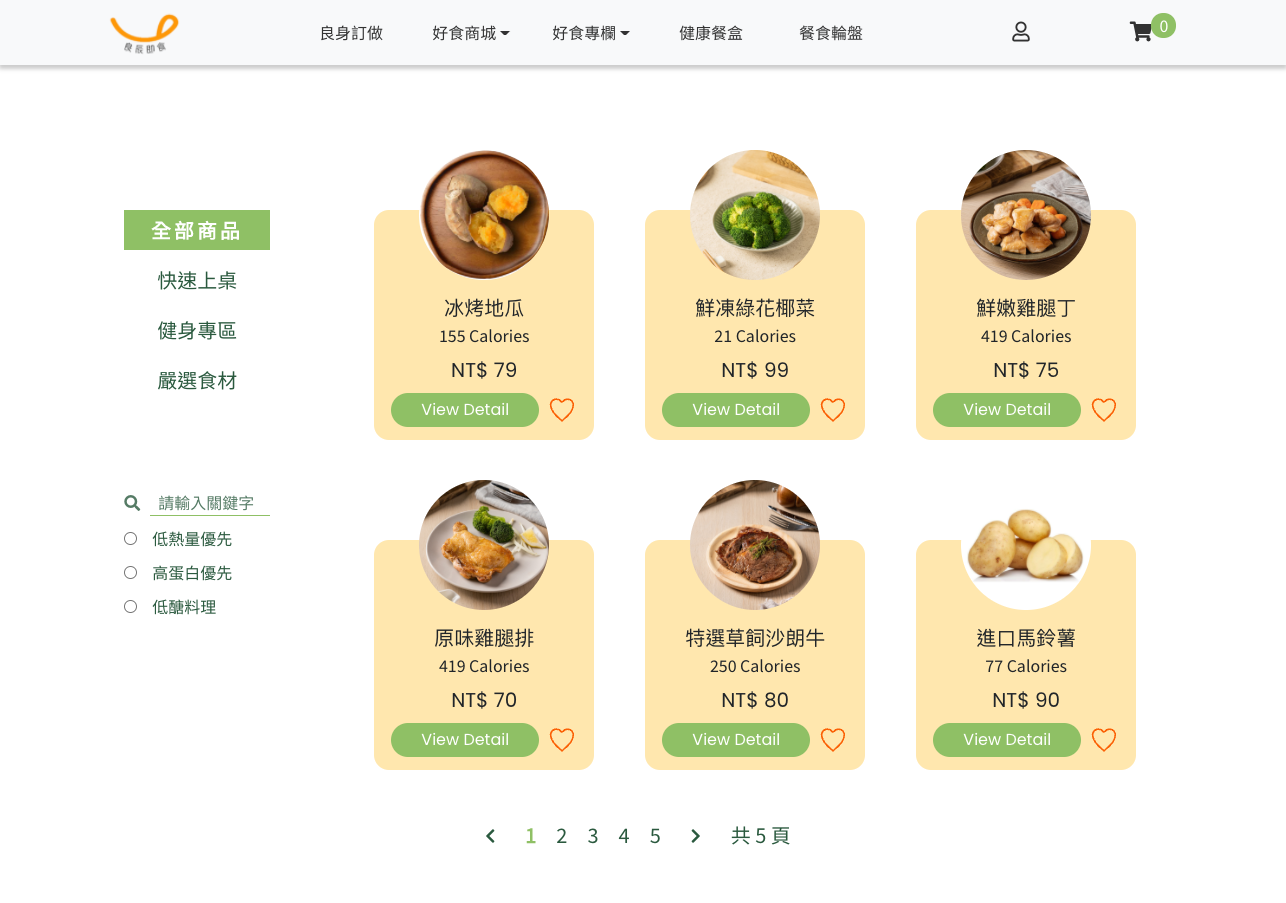 良辰即食
良身訂做
好食商城
好食專欄
健康餐盒
餐食輪盤
0
全部商品
快速上桌
健身專區
嚴選食材
請輸入關鍵字
低熱量優先
高蛋白優先
低醣料理
冰烤地瓜
155 Calories
NT$ 79
View Detail
鮮凍綠花椰菜
21 Calories
NT$ 99
View Detail
鮮嫩雞腿丁
419 Calories
NT$ 75
View Detail
原味雞腿排
419 Calories
NT$ 70
View Detail
特選草飼沙朗牛
250 Calories
NT$ 80
View Detail
進口馬鈴薯
77 Calories
NT$ 90
View Detail
1 2 3 4 5 共 5 頁